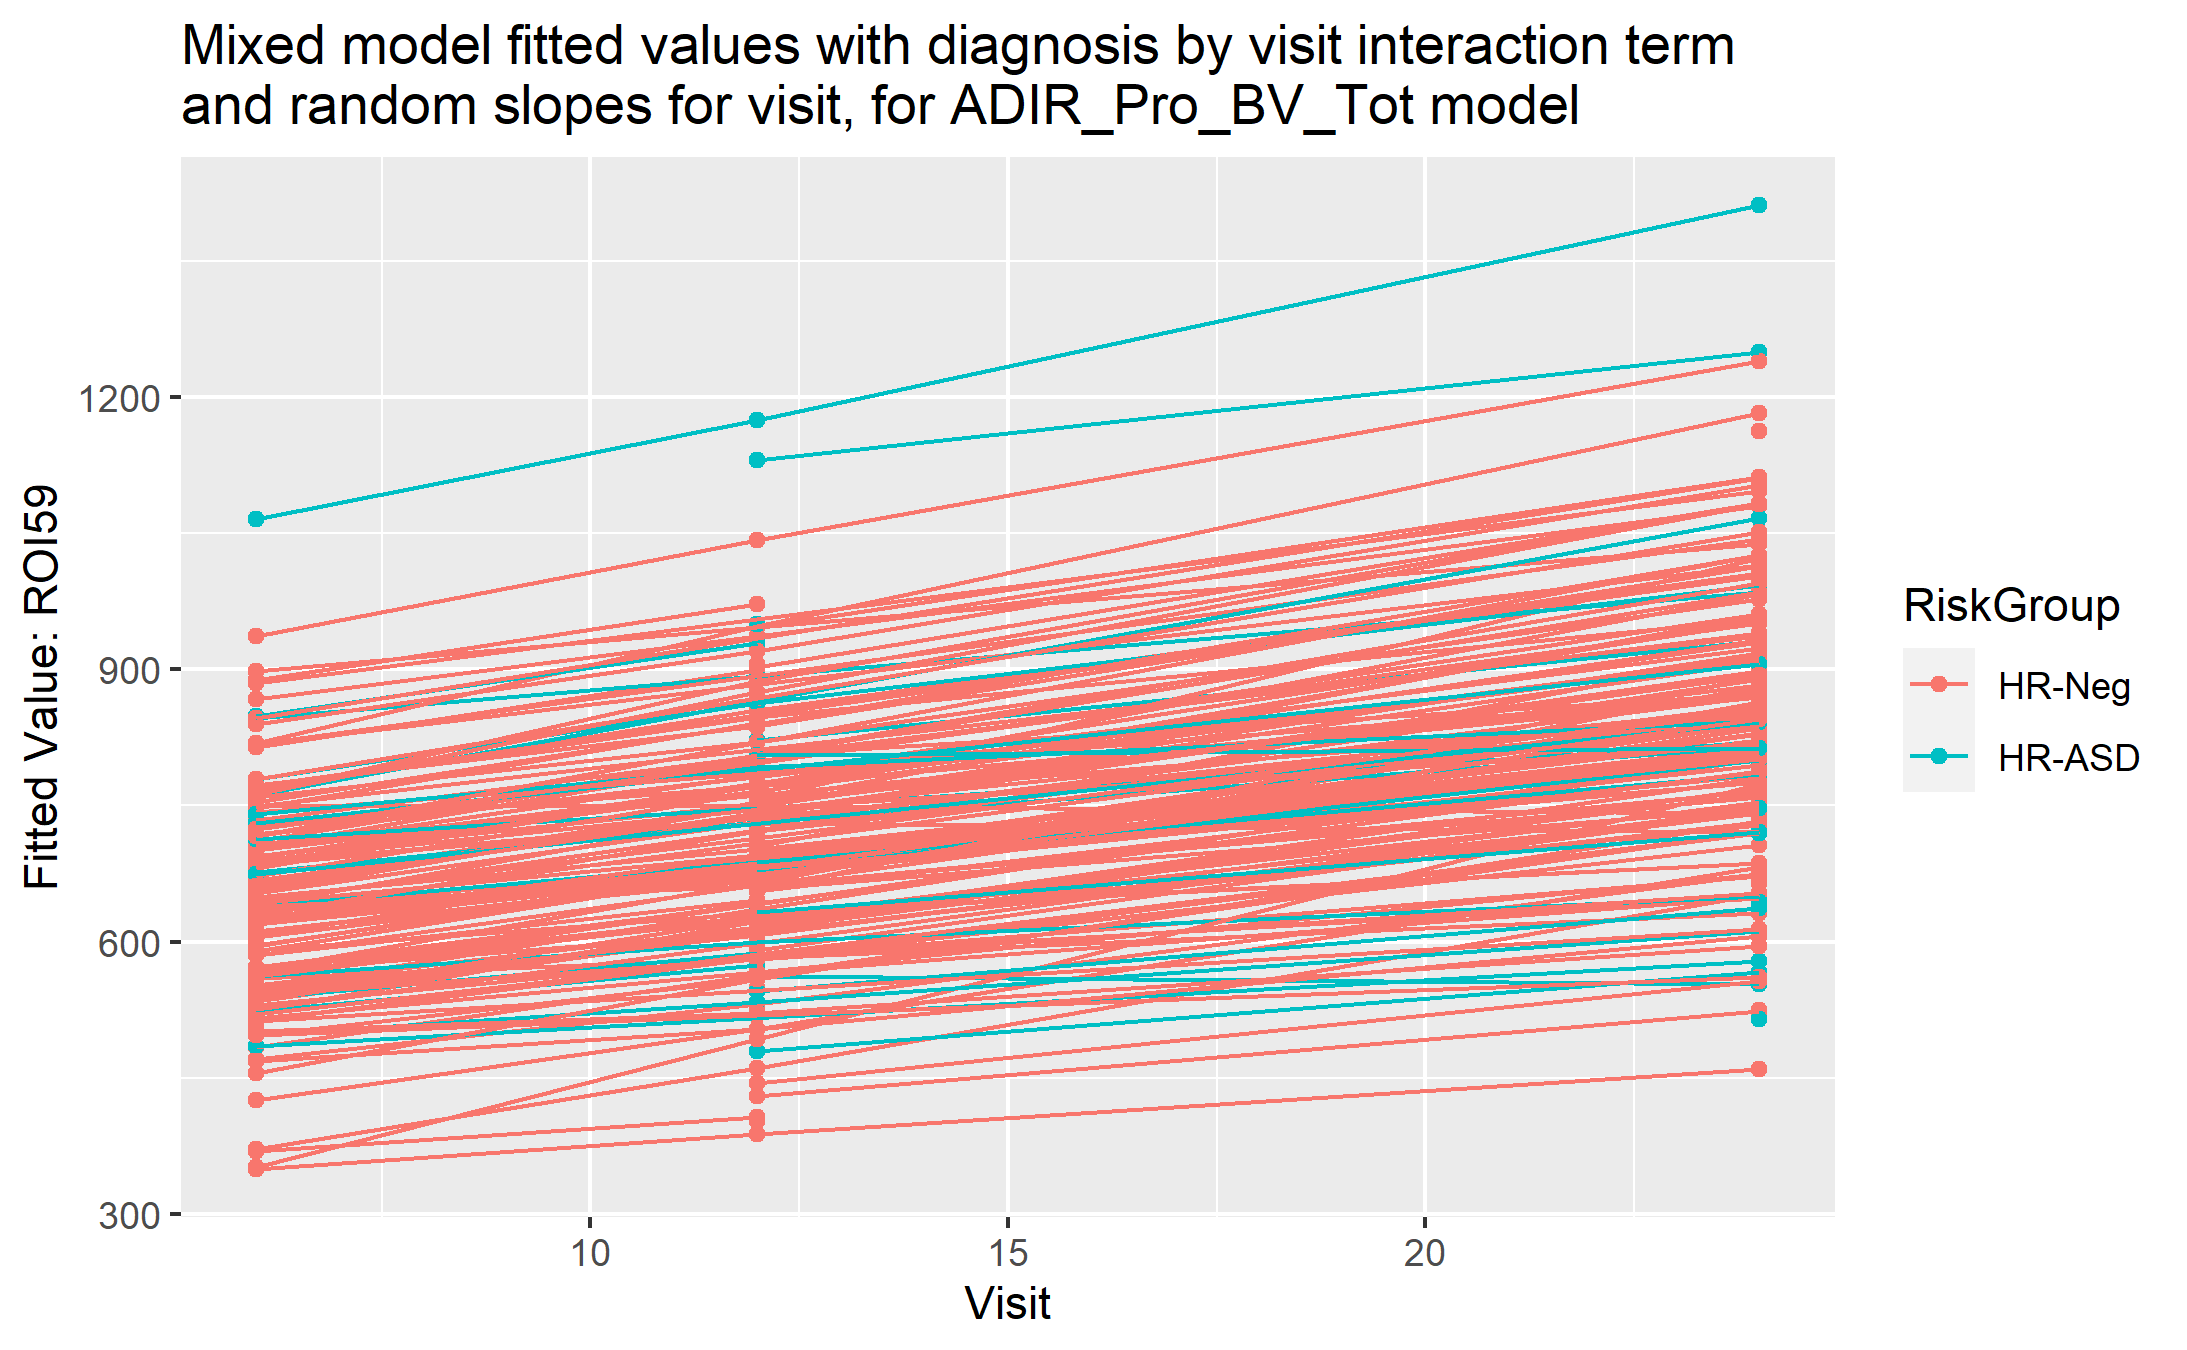 Mixed model fitted values with diagnosis by visit interaction term
and random slopes for visit, for ADIR_Pro_BV_Tot model
Fitted Value: ROI59
1200
900
600
300
10
15
20
Visit
RiskGroup
HR-Neg
HR-ASD